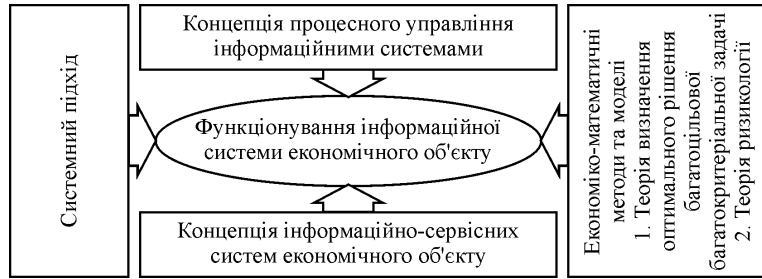 Системний підхід
Концепція процесного управління
інформаційними системами
Функціонування інформаційної
системи економічного об'єкту
Концепція інформаційно-сервісних
систем економічного об'єкту
Економіко-математичні
методи та моделі
1. Теорія визначення
оптимального рішення
багатоцільової
багатокритеріальної задачі
2. Теорія ризикології